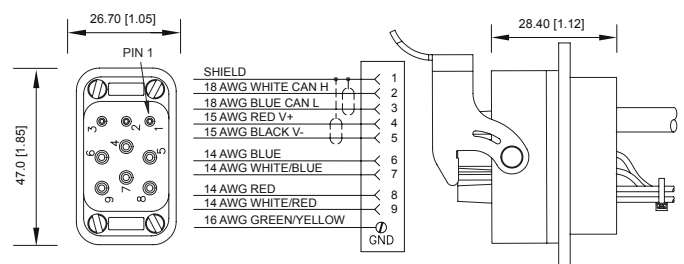 26.70 [1.05]
PIN 1
47.0 [1.85]
3 2 1
4
6 5
7
9 8
SHIELD 1
18 AWG WHITE CAN H 2
18 AWG BLUE CAN L 3
15 AWG RED V+ 4
15 AWG BLACK V- 5
14 AWG BLUE 6
14 AWG WHITE/BLUE 7
14 AWG RED 8
14 AWG WHITE/RED 9
16 AWG GREEN/YELLOW
GND
28.40 [1.12]